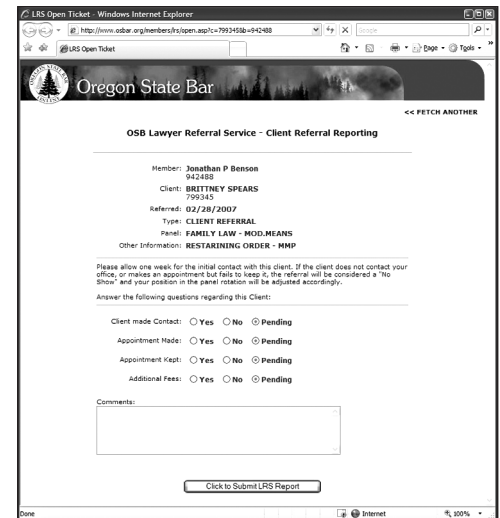 LRS Open Ticket - Windows Internet Explorer
http://www.osbar.org/members/lrs/open.asp?c=799345&b=942488
Google
LRS Open Ticket
Page Tools
Oregon State Bar
<< FETCH ANOTHER
OSB Lawyer Referral Service - Client Referral Reporting
Member: Jonathan P Benson
942488
Client: BRITTNEY SPEARS
799345
Referred: 02/28/2007
Type: CLIENT REFERRAL
Panel: FAMILY LAW - MOD.MEANS
Other Information: RESTARINING ORDER - MMP
Please allow one week for the initial contact with this client. If the client does not contact your
office, or makes an appointment but fails to keep it, the referral will be considered a "No
Show" and your position in the panel rotation will be adjusted accordingly.
Answer the following questions regarding this Client:
Client made Contact: Yes No Pending
Appointment Made: Yes No Pending
Appointment Kept: Yes No Pending
Additional Fees: Yes No Pending
Comments:
Click to Submit LRS Report
Done
Internet
100%